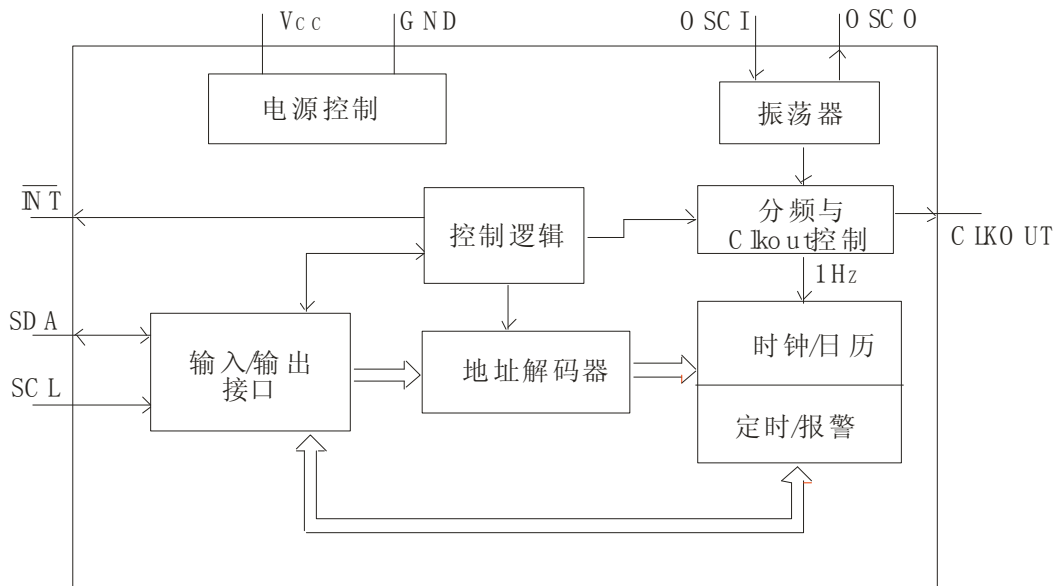 Vcc GND OSCI OSCO
电源控制
振荡器
INT
控制逻辑
分频与
Clkout控制
CLKOUT
1Hz
SDA
SCL
输入/输出
接口
地址解码器
时钟/日历
定时/报警